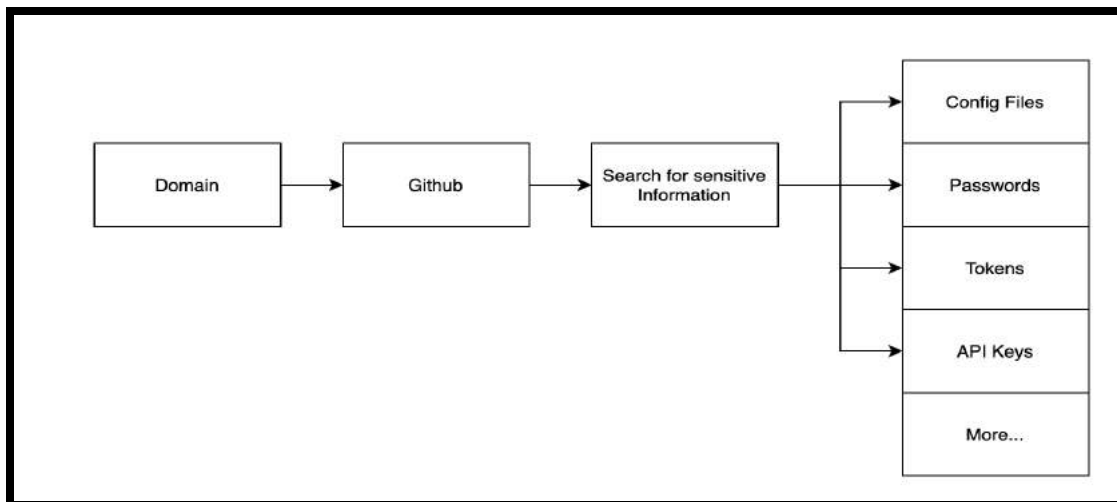 Domain
Github
Search for sensitive
Information
Config Files
Passwords
Tokens
API Keys
More...